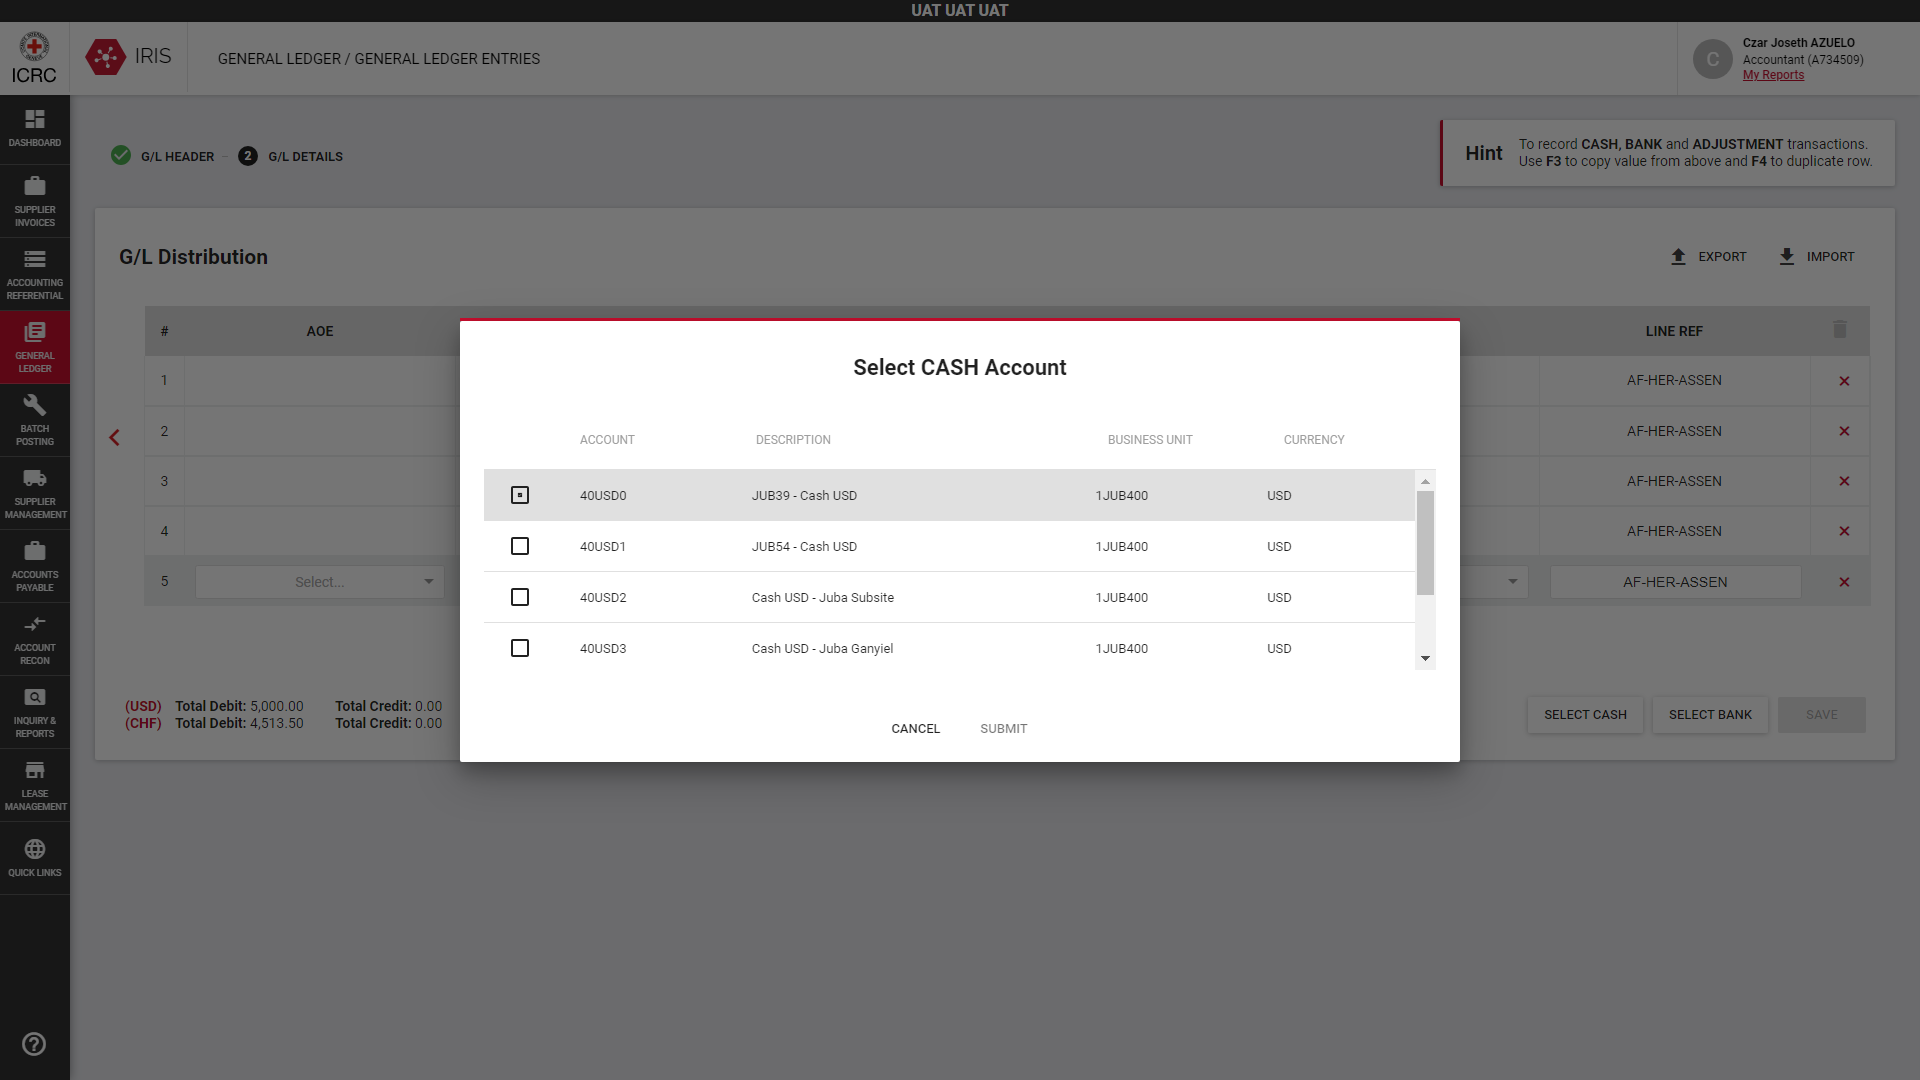 UAT UAT UAT
ICRC
IRIS
GENERAL LEDGER / GENERAL LEDGER ENTRIES
C
Czar Joseth AZUELO
Accountant (A734509)
My Reports
DASHBOARD
SUPPLIER
INVOICES
ACCOUNTING
REFERENTIAL
GENERAL
LEDGER
BATCH
POSTING
SUPPLIER
MANAGEMENT
ACCOUNTS
PAYABLE
ACCOUNT
RECON
INQUIRY &
REPORTS
LEASE
MANAGEMENT
QUICK LINKS
G/L HEADER
2 G/L DETAILS
Hint
To record CASH, BANK and ADJUSTMENT transactions.
Use F3 to copy value from above and F4 to duplicate row.
G/L Distribution
EXPORT
IMPORT
# AOE LINE REF
1 AF-HER-ASSEN
2 AF-HER-ASSEN
3 AF-HER-ASSEN
4 AF-HER-ASSEN
5 Select... AF-HER-ASSEN
(USD) Total Debit: 5,000.00 Total Credit: 0.00
(CHF) Total Debit: 4,513.50 Total Credit: 0.00
SELECT CASH
SELECT BANK
SAVE
Select CASH Account
ACCOUNT DESCRIPTION BUSINESS UNIT CURRENCY
40USD0 JUB39 - Cash USD 1JUB400 USD
40USD1 JUB54 - Cash USD 1JUB400 USD
40USD2 Cash USD - Juba Subsite 1JUB400 USD
40USD3 Cash USD - Juba Ganyiel 1JUB400 USD
CANCEL
SUBMIT